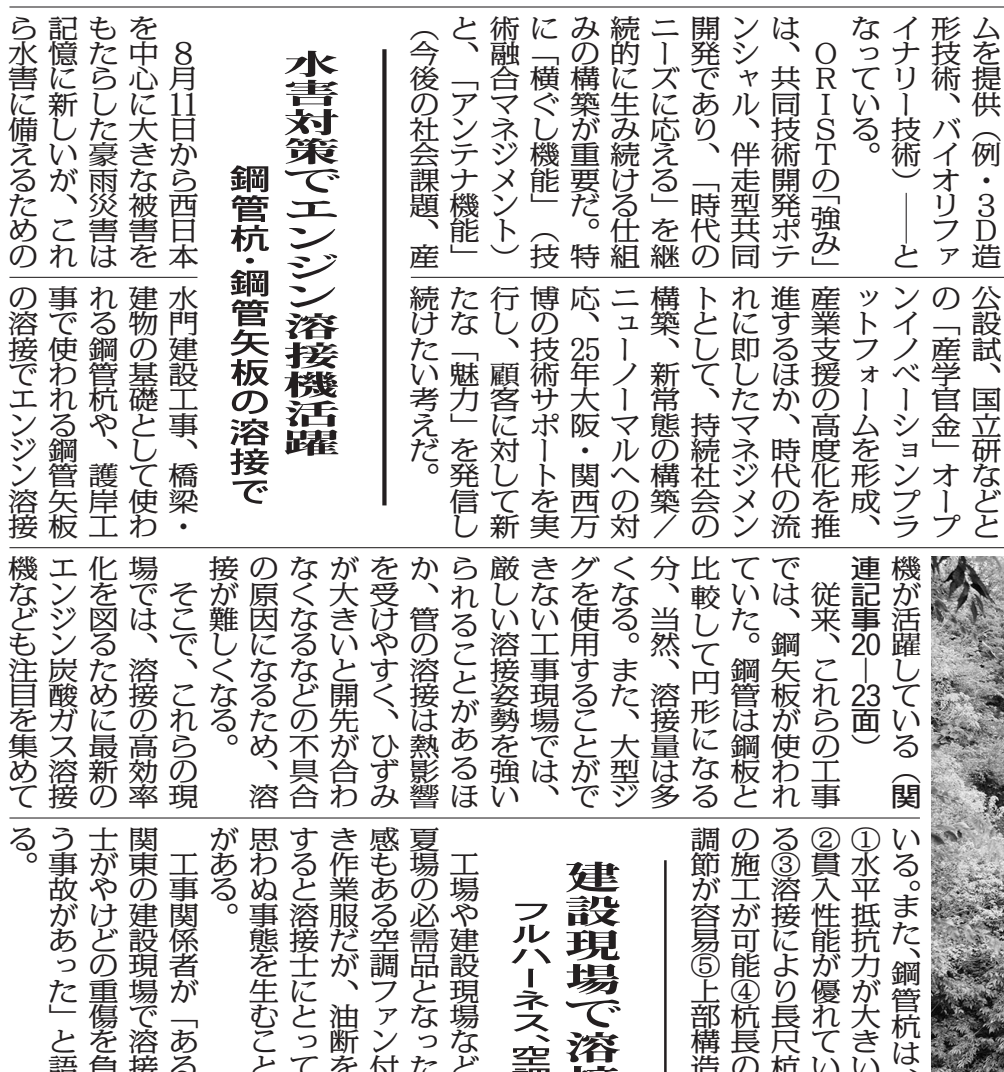 ムを提供（例・３Ｄ造
形技術、バイオリファ
イナリー技術）――と
なっている。
ＯＲＩＳＴの「強み」
は、共同技術開発ポテ
ンシャル、伴走型共同
開発であり、「時代の
ニーズに応える」を継
続的に生み続ける仕組
みの構築が重要だ。特
に「横ぐし機能」（技
術融合マネジメント）
と、「アンテナ機能」
（今後の社会課題、産
公設試、国立研などと
の「産学官金」オープ
ンイノベーションプラ
ットフォームを形成、
産業支援の高度化を推
進するほか、時代の流
れに即したマネジメン
トとして、持続社会の
構築、新常態の構築／
ニューノーマルへの対
応、25年大阪・関西万
博の技術サポートを実
行し、顧客に対して新
たな「魅力」を発信し
続けたい考えだ。
水害対策でエンジン溶接機活躍
鋼管杭・鋼管矢板の溶接で
８月11日から西日本
を中心に大きな被害を
もたらした豪雨災害は
記憶に新しいが、これ
ら水害に備えるための
水門建設工事、橋梁・
建物の基礎として使わ
れる鋼管杭や、護岸工
事で使われる鋼管矢板
の溶接でエンジン溶接
機が活躍している（関
連記事20―23面）
従来、これらの工事
では、鋼矢板が使われ
ていた。鋼管は鋼板と
比較して円形になる
分、当然、溶接量は多
くなる。また、大型ジ
グを使用することがで
きない工事現場では、
厳しい溶接姿勢を強い
られることがあるほ
か、管の溶接は熱影響
を受けやすく、ひずみ
が大きいと開先が合わ
なくなるなどの不具合
の原因になるため、溶
接が難しくなる。
そこで、これらの現
場では、溶接の高効率
化を図るために最新の
エンジン炭酸ガス溶接
機なども注目を集めて
いる。また、鋼管杭は、
①水平抵抗力が大きい
②貫入性能が優れてい
る③溶接により長尺杭
の施工が可能④杭長の
調節が容易⑤上部構造
建設現場で溶接
フルハーネス、空調
工場や建設現場など
夏場の必需品となった
感もある空調ファン付
き作業服だが、油断を
すると溶接士にとって
思わぬ事態を生むこと
がある。
工事関係者が「ある
関東の建設現場で溶接
士がやけどの重傷を負
う事故があった」と語
る。